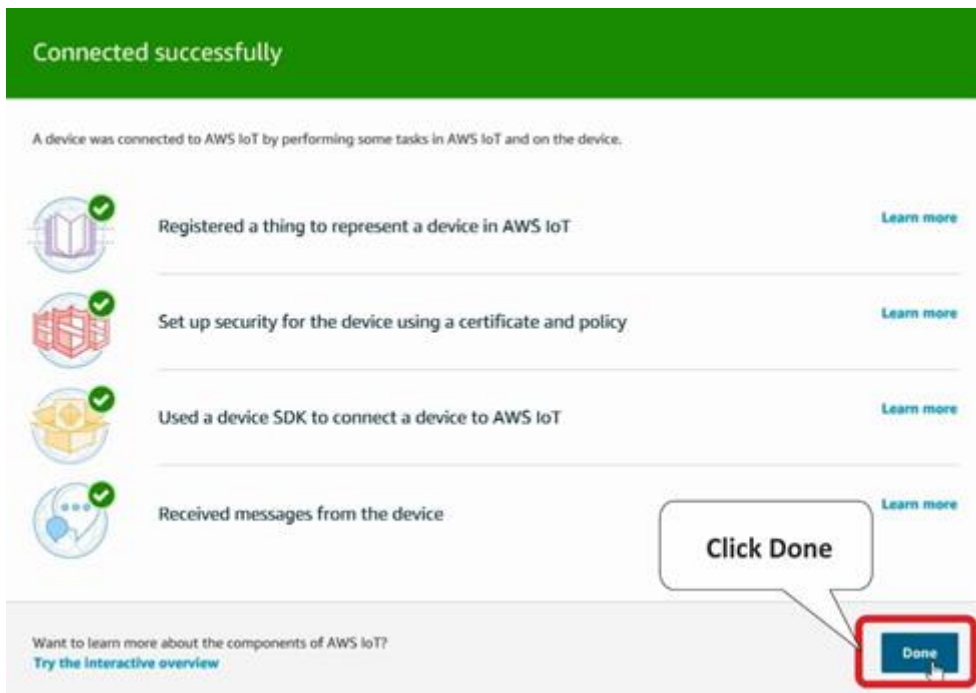 Connected successfully
A device was connected to AWS IoT by performing some tasks in AWS IoT and on the device.
Registered a thing to represent a device in AWS IoT
Learn more
Set up security for the device using a certificate and policy
Learn more
Used a device SDK to connect a device to AWS IoT
Learn more
Received messages from the device
Learn more
Click Done
Want to learn more about the components of AWS IoT?
Try the interactive overview
Done